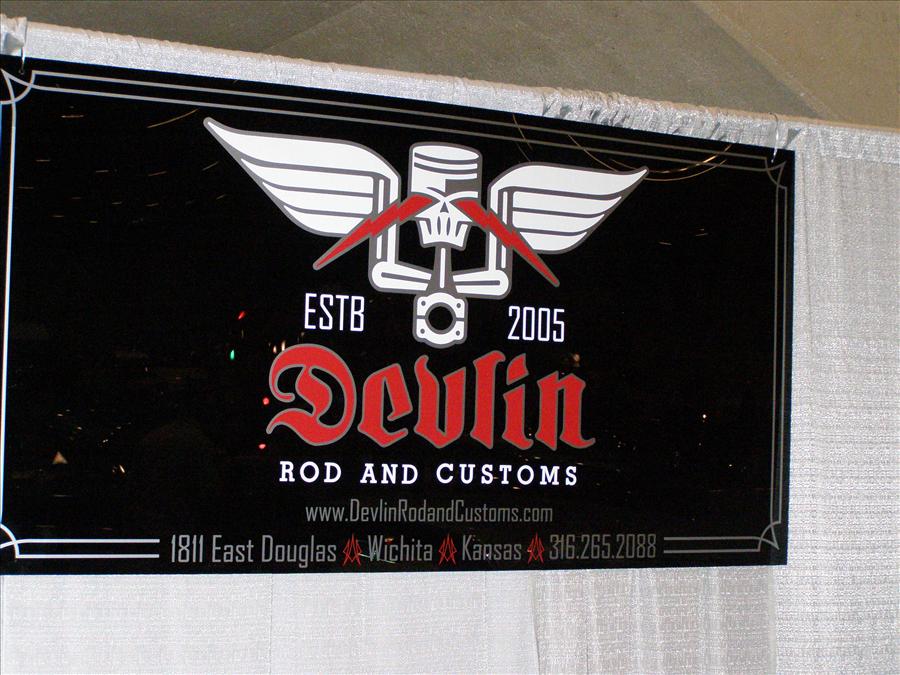 ESTB 2005
Devlin
ROD AND CUSTOMS
www.DevlinRodandCustoms.com
1811 East Douglas Wichita Kansas 316.265.2088